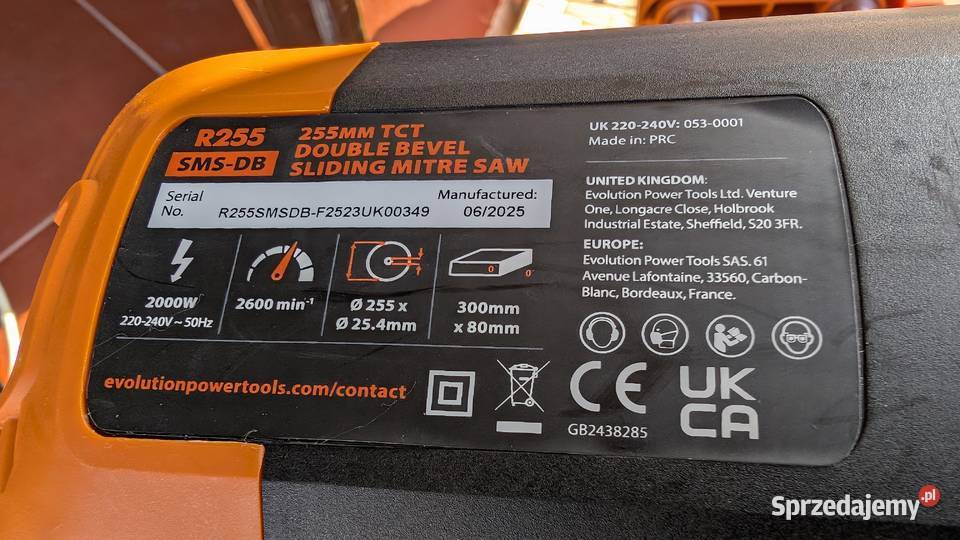 R255
SMS-DB
255MM TCT
DOUBLE BEVEL
SLIDING MITRE SAW
Serial
No.
R255SMSDB-F2523UK00349
Manufactured:
06/2025
2000W
220-240V ~ 50Hz
2600 min⁻¹
Ø 255 x
Ø 25.4mm
0
0°
300mm
x 80mm
evolutionpowertools.com/contact
UK 220-240V: 053-0001
Made in: PRC
UNITED KINGDOM:
Evolution Power Tools Ltd. Venture
One, Longacre Close, Holbrook
Industrial Estate, Sheffield, S20 3FR.
EUROPE:
Evolution Power Tools SAS. 61
Avenue Lafontaine, 33560, Carbon-
Blanc, Bordeaux, France.
CE
GB2438285
UK
CA
Sprzedajemy.pl